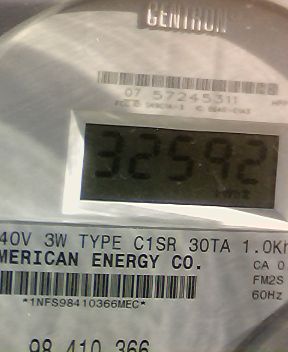 CENTRON
07 57245311
32592
40V 3W TYPE C1SR 30TA 1.0Kh
MERICAN ENERGY CO.
CA 0
FM2S
*1NFS98410366MEC*
60Hz
98 410 366